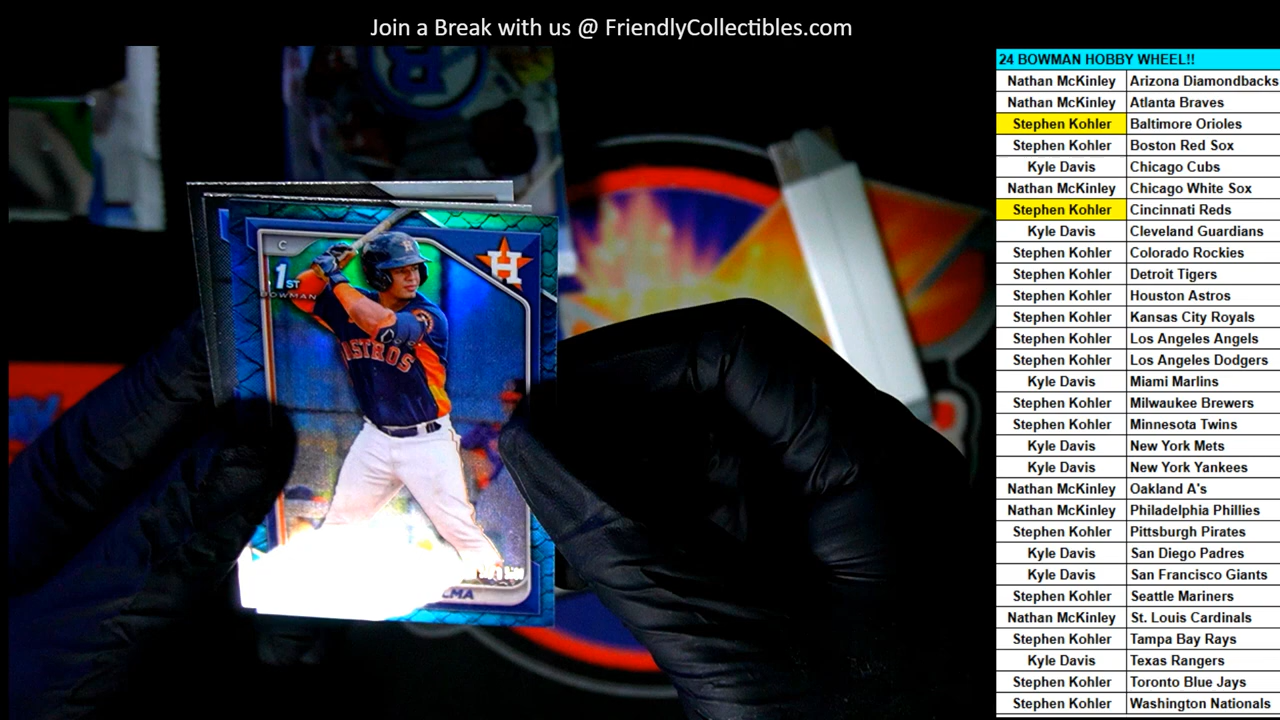 Join a Break with us @ FriendlyCollectibles.com
24 BOWMAN HOBBY WHEEL!!
Nathan McKinley Arizona Diamondbacks
Nathan McKinley Atlanta Braves
Stephen Kohler Baltimore Orioles
Stephen Kohler Boston Red Sox
Kyle Davis Chicago Cubs
Nathan McKinley Chicago White Sox
Stephen Kohler Cincinnati Reds
Kyle Davis Cleveland Guardians
Stephen Kohler Colorado Rockies
Stephen Kohler Detroit Tigers
Stephen Kohler Houston Astros
Stephen Kohler Kansas City Royals
Stephen Kohler Los Angeles Angels
Stephen Kohler Los Angeles Dodgers
Kyle Davis Miami Marlins
Stephen Kohler Milwaukee Brewers
Stephen Kohler Minnesota Twins
Kyle Davis New York Mets
Kyle Davis New York Yankees
Nathan McKinley Oakland A's
Nathan McKinley Philadelphia Phillies
Stephen Kohler Pittsburgh Pirates
Kyle Davis San Diego Padres
Kyle Davis San Francisco Giants
Stephen Kohler Seattle Mariners
Nathan McKinley St. Louis Cardinals
Stephen Kohler Tampa Bay Rays
Kyle Davis Texas Rangers
Stephen Kohler Toronto Blue Jays
Stephen Kohler Washington Nationals
C
H
1ST
BOWMAN
ASTROS